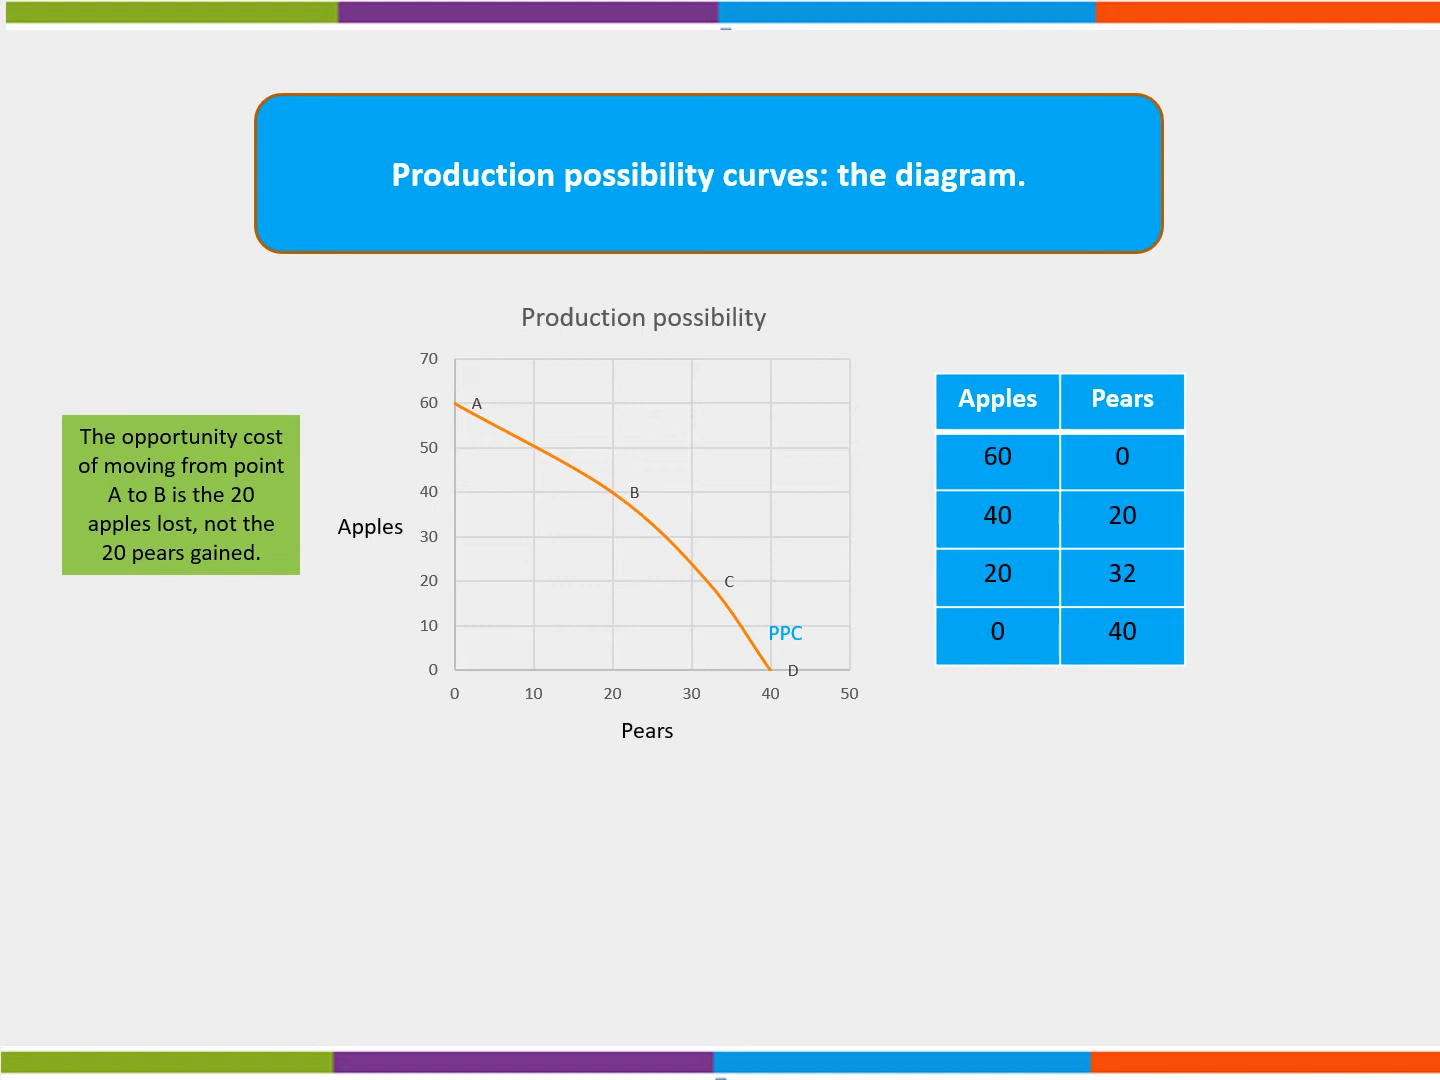 Production possibility curves: the diagram.
The opportunity cost
of moving from point
A to B is the 20
apples lost, not the
20 pears gained.
Production possibility
70
60
50
40
30
20
10
0
Apples
A
B
C
PPC
D
0 10 20 30 40 50
Pears
Apples Pears
60 0
40 20
20 32
0 40